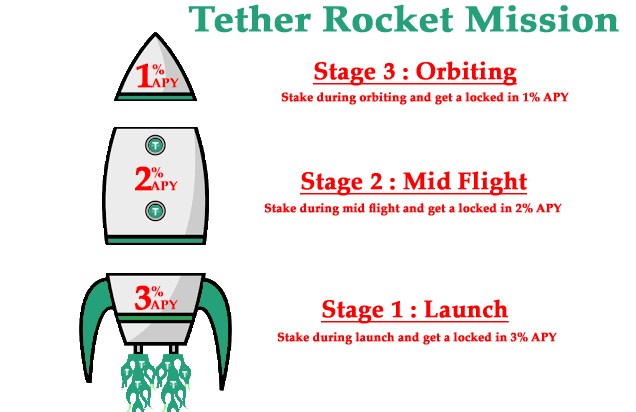 Tether Rocket Mission
1% APY
Stage 3 : Orbiting
Stake during orbiting and get a locked in 1% APY
T
2% APY
Stage 2 : Mid Flight
Stake during mid flight and get a locked in 2% APY
T
3% APY
Stage 1 : Launch
Stake during launch and get a locked in 3% APY
T T
T T
T T